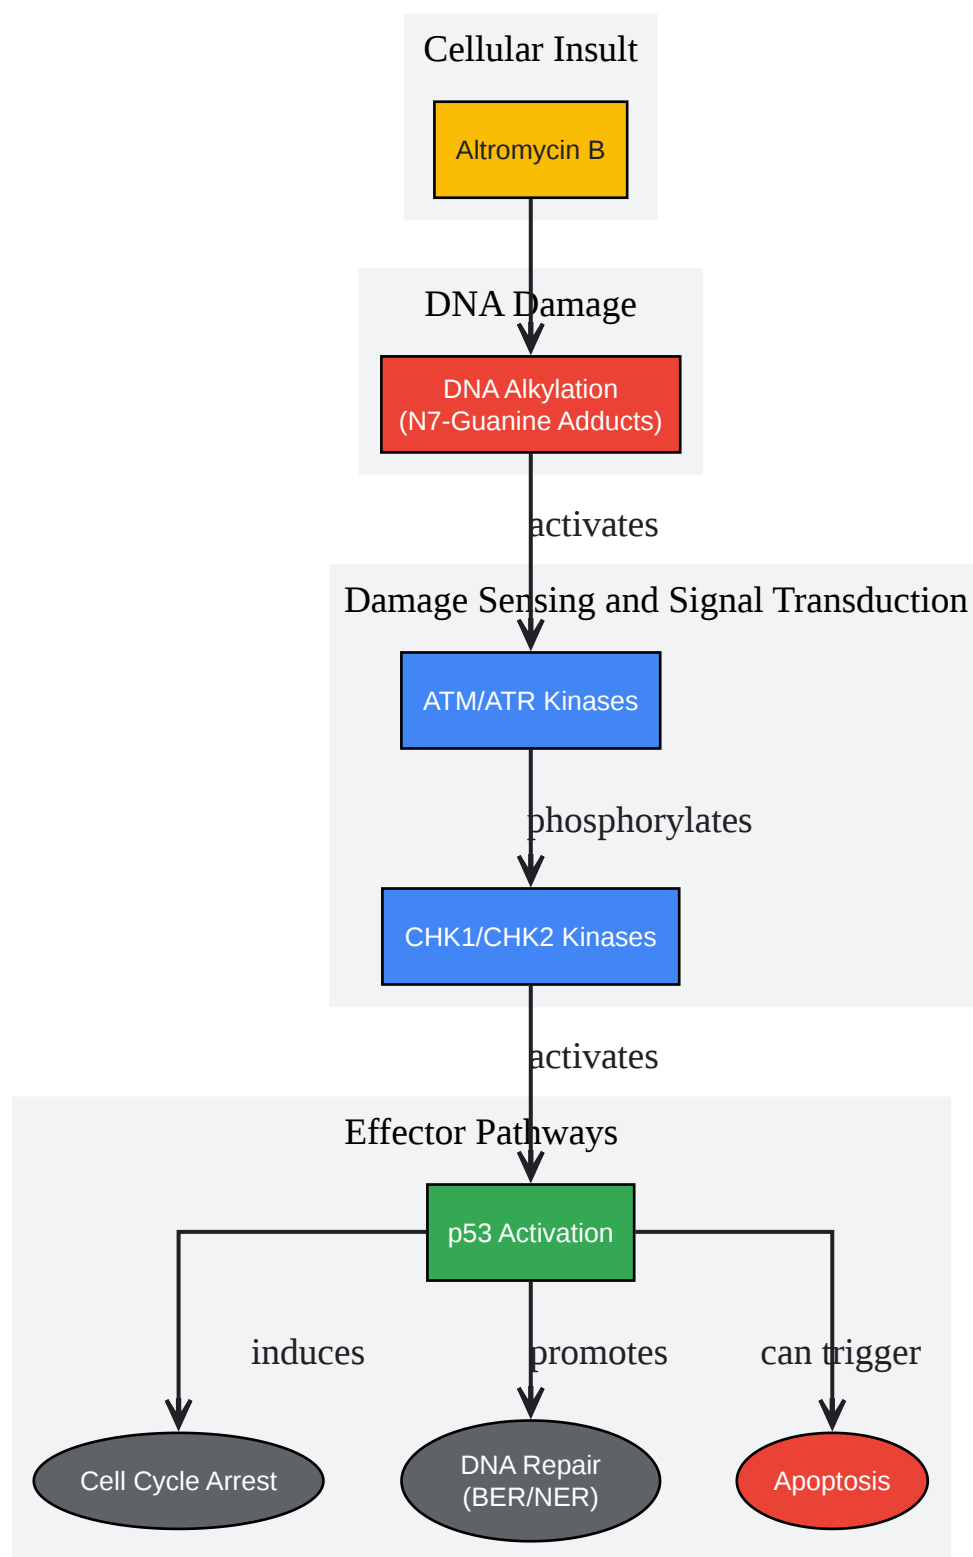 Cellular Insult
Altromycin B
DNA Damage
DNA Alkylation
(N7-Guanine Adducts)
activates
Damage Sensing and Signal Transduction
ATM/ATR Kinases
phosphorylates
CHK1/CHK2 Kinases
activates
Effector Pathways
p53 Activation
induces
promotes
can trigger
Cell Cycle Arrest
DNA Repair
(BER/NER)
Apoptosis